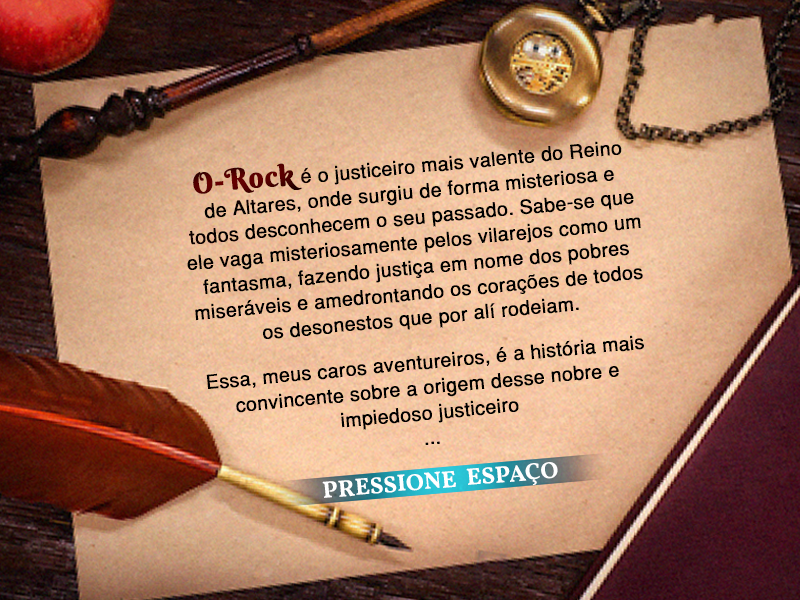 O-Rock é o justiceiro mais valente do Reino
de Altares, onde surgiu de forma misteriosa e
todos desconhecem o seu passado. Sabe-se que
ele vaga misteriosamente pelos vilarejos como um
fantasma, fazendo justiça em nome dos pobres
miseráveis e amedrontando os corações de todos
os desonestos que por alí rodeiam.
Essa, meus caros aventureiros, é a história mais
convincente sobre a origem desse nobre e
impiedoso justiceiro
...
PRESSIONE ESPAÇO